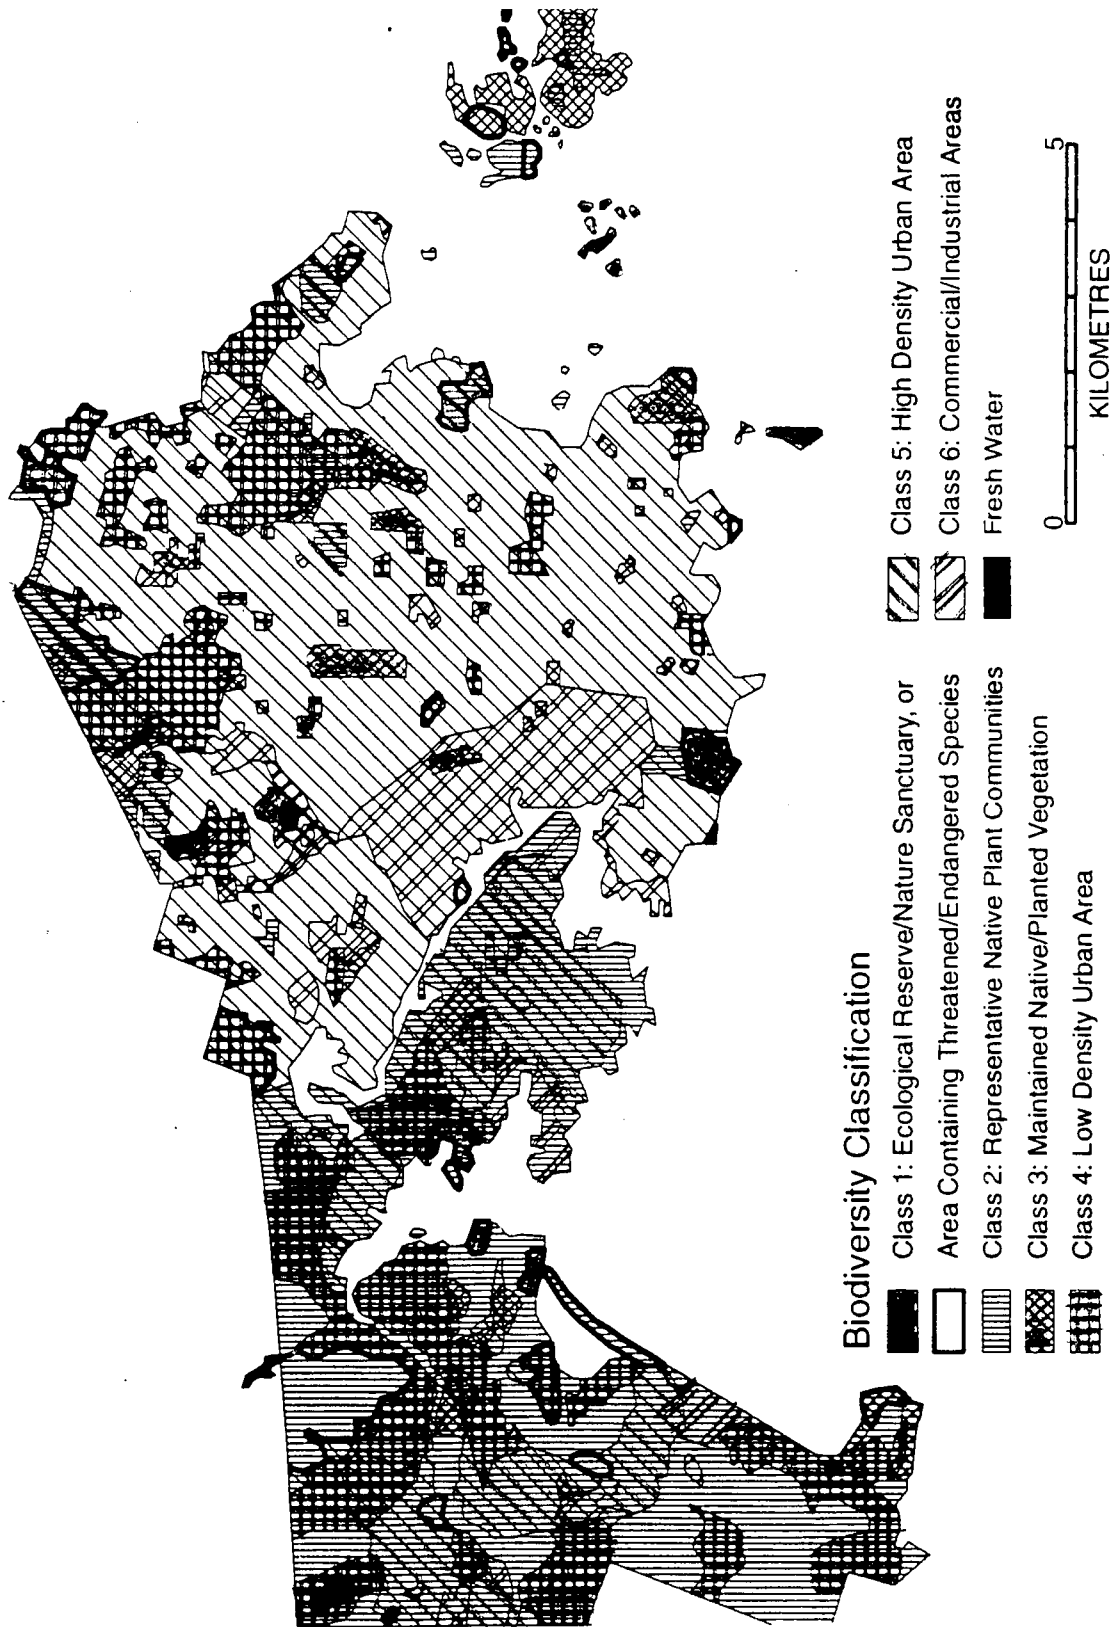 Biodiversity Classification
Class 1: Ecological Reserve/Nature Sanctuary, or
Area Containing Threatened/Endangered Species
Class 2: Representative Native Plant Communities
Class 3: Maintained Native/Planted Vegetation
Class 4: Low Density Urban Area
Class 5: High Density Urban Area
Class 6: Commercial/Industrial Areas
Fresh Water
0 5
KILOMETRES